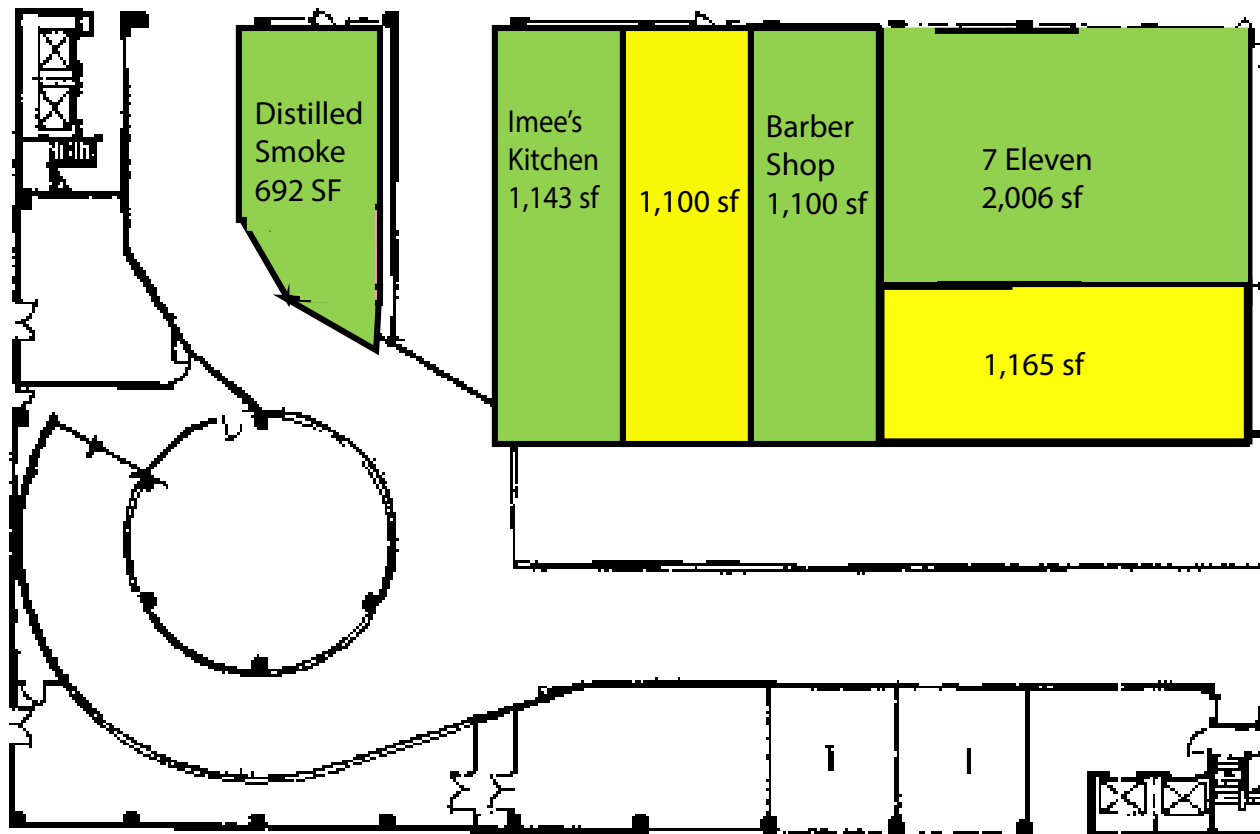 Distilled
Smoke
692 SF
Imee's
Kitchen
1,143 sf
1,100 sf
Barber
Shop
1,100 sf
7 Eleven
2,006 sf
1,165 sf